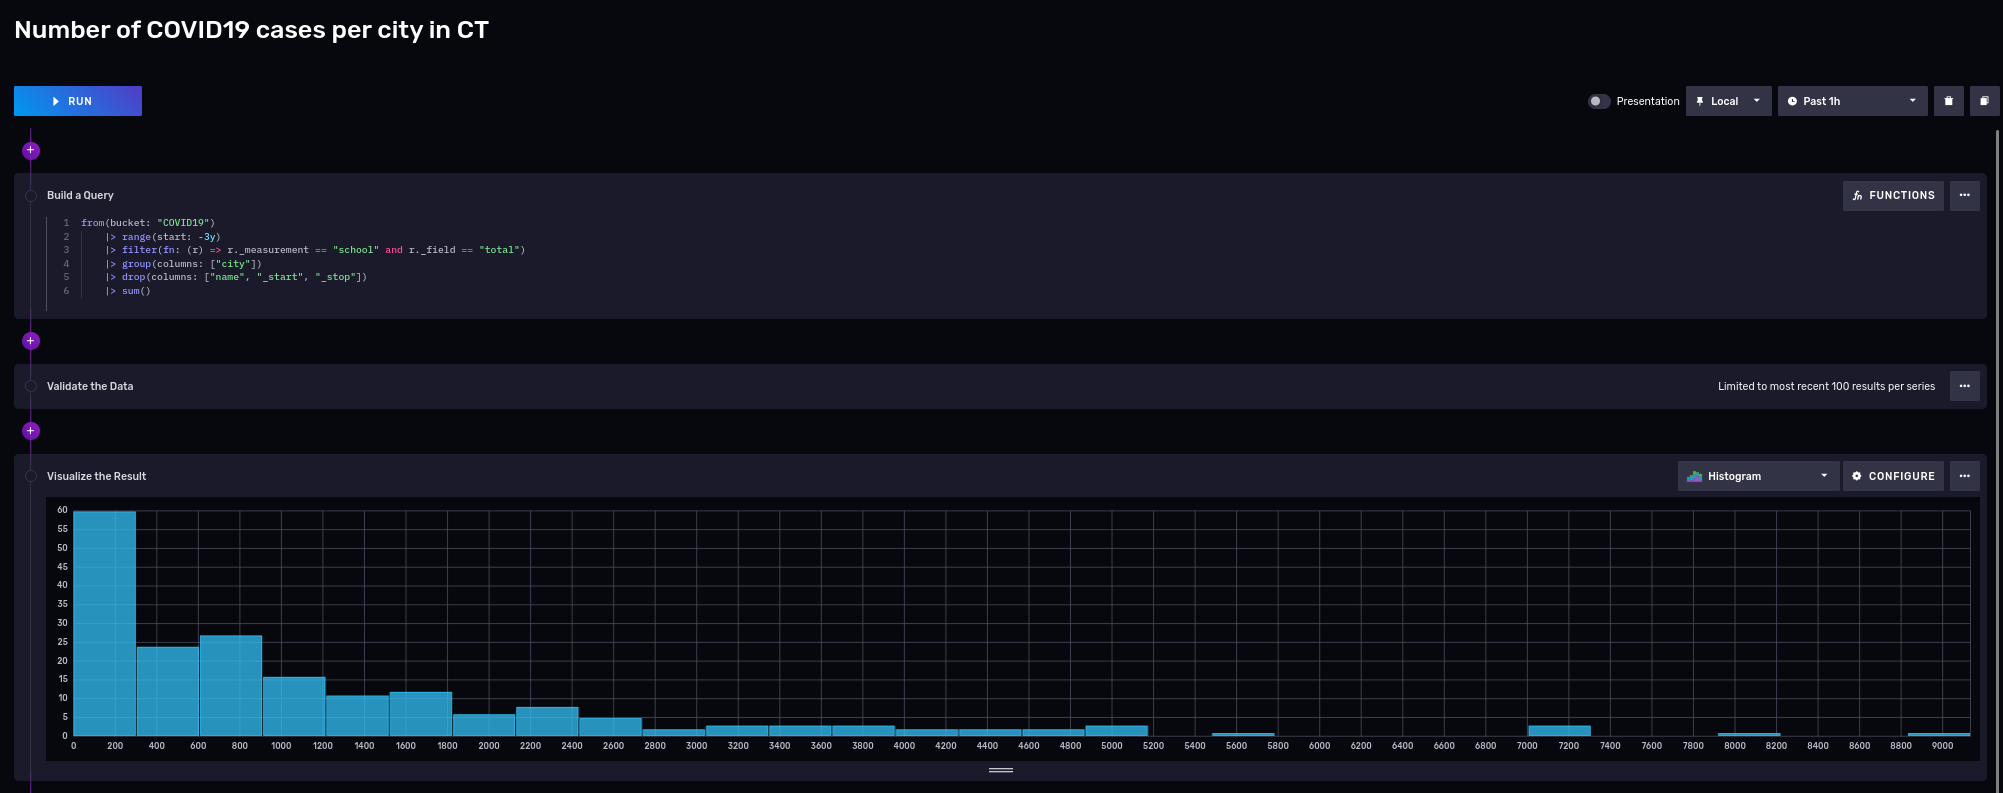 Number of COVID19 cases per city in CT
RUN
Presentation Local Past 1h
Build a Query FUNCTIONS
1 from(bucket: "COVID19")
2 |> range(start: -3y)
3 |> filter(fn: (r) => r._measurement == "school" and r._field == "total")
4 |> group(columns: ["city"])
5 |> drop(columns: ["name", "_start", "_stop"])
6 |> sum()
Validate the Data Limited to most recent 100 results per series
Visualize the Result Histogram CONFIGURE
60
55
50
45
40
35
30
25
20
15
10
5
0
0 200 400 600 800 1000 1200 1400 1600 1800 2000 2200 2400 2600 2800 3000 3200 3400 3600 3800 4000 4200 4400 4600 4800 5000 5200 5400 5600 5800 6000 6200 6400 6600 6800 7000 7200 7400 7600 7800 8000 8200 8400 8600 8800 9000